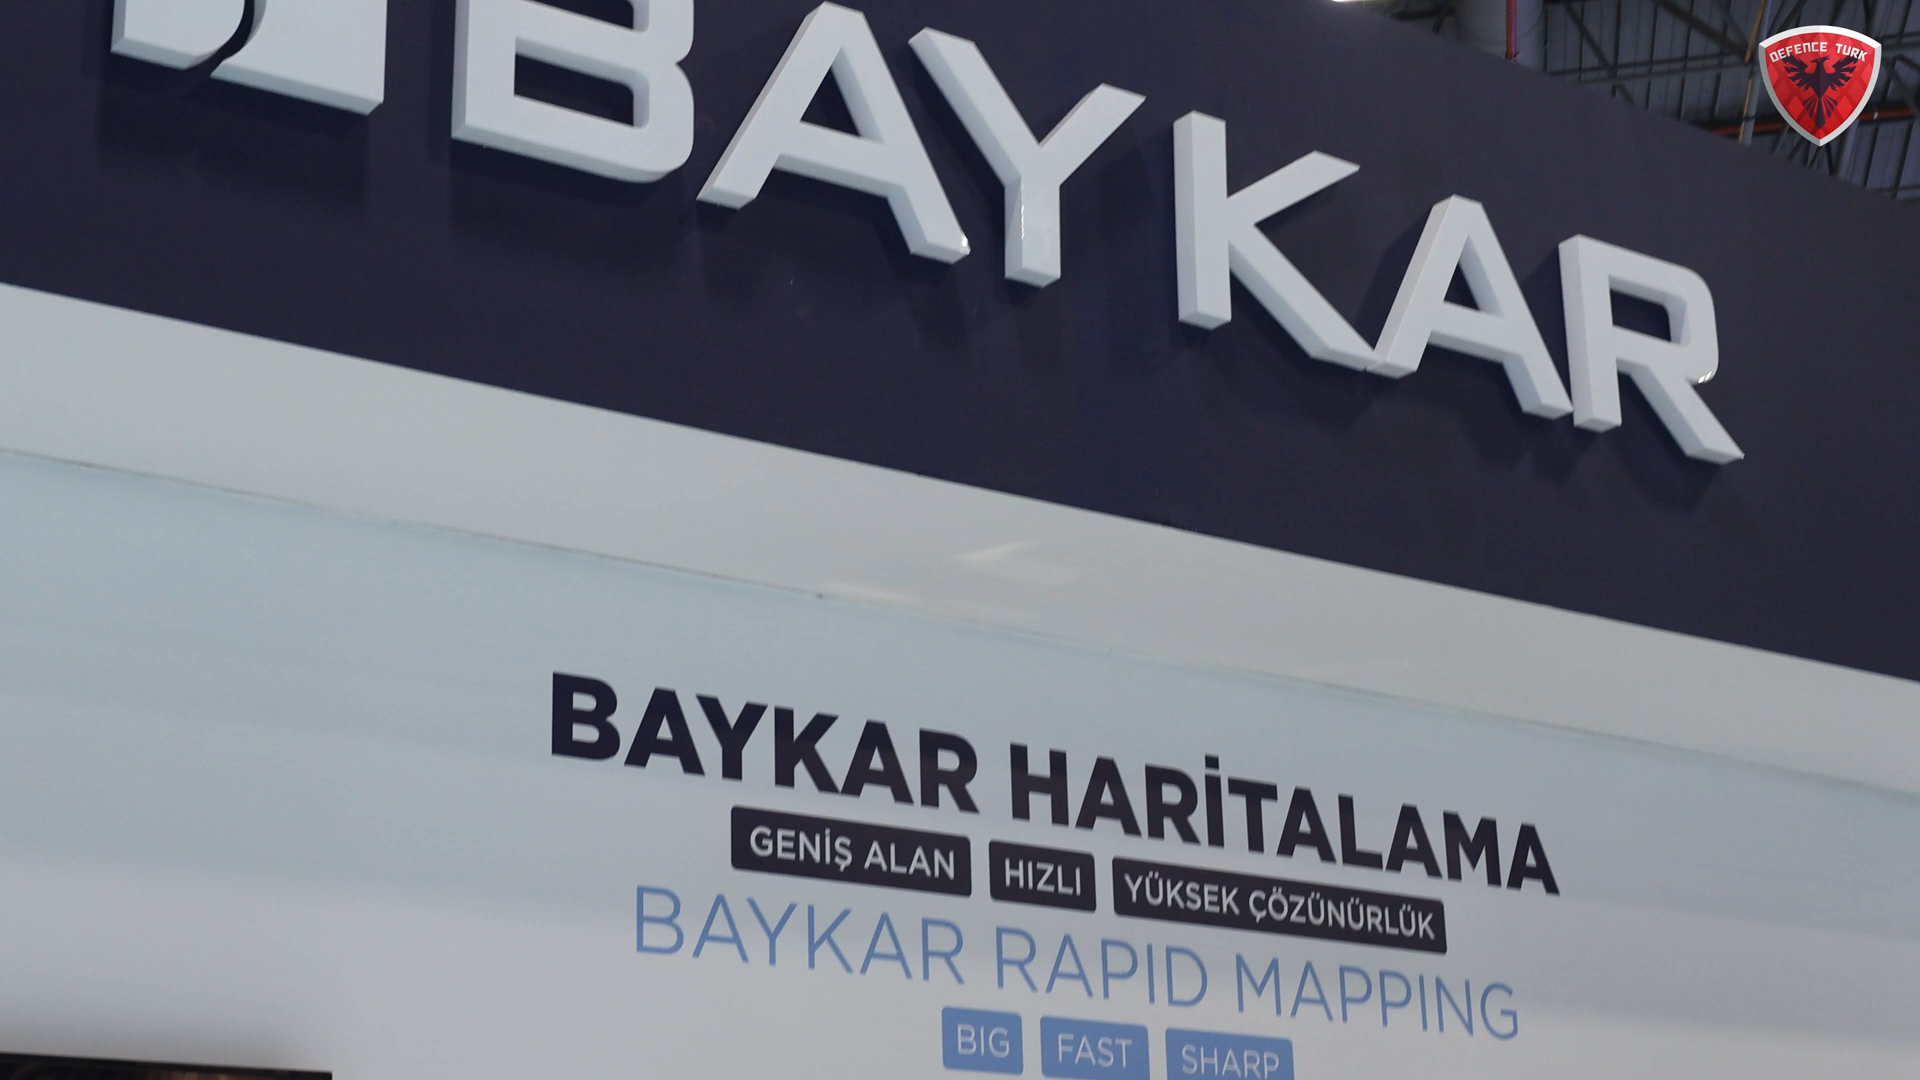 DEFENCE TURK
BAYKAR
BAYKAR HARİTALAMA
GENİŞ ALAN HIZLI YÜKSEK ÇÖZÜNÜRLÜK
BAYKAR RAPID MAPPING
BIG FAST SHARP